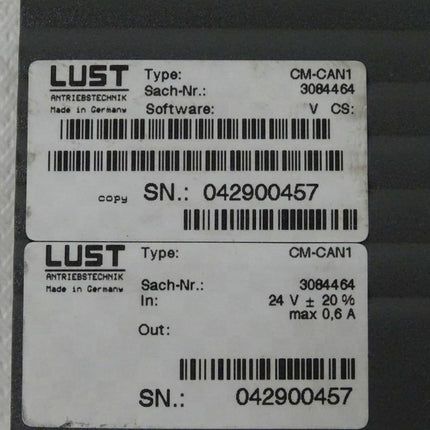 LUST Type: CM-CAN1
ANTRIEBSTECHNIK Sach-Nr.: 3084464
Made in Germany Software: V CS:
copy SN.: 042900457
LUST Type: CM-CAN1
ANTRIEBSTECHNIK
Made in Germany Sach-Nr.: 3084464
In: 24 V ± 20 %
max 0,6 A
Out:
SN.: 042900457